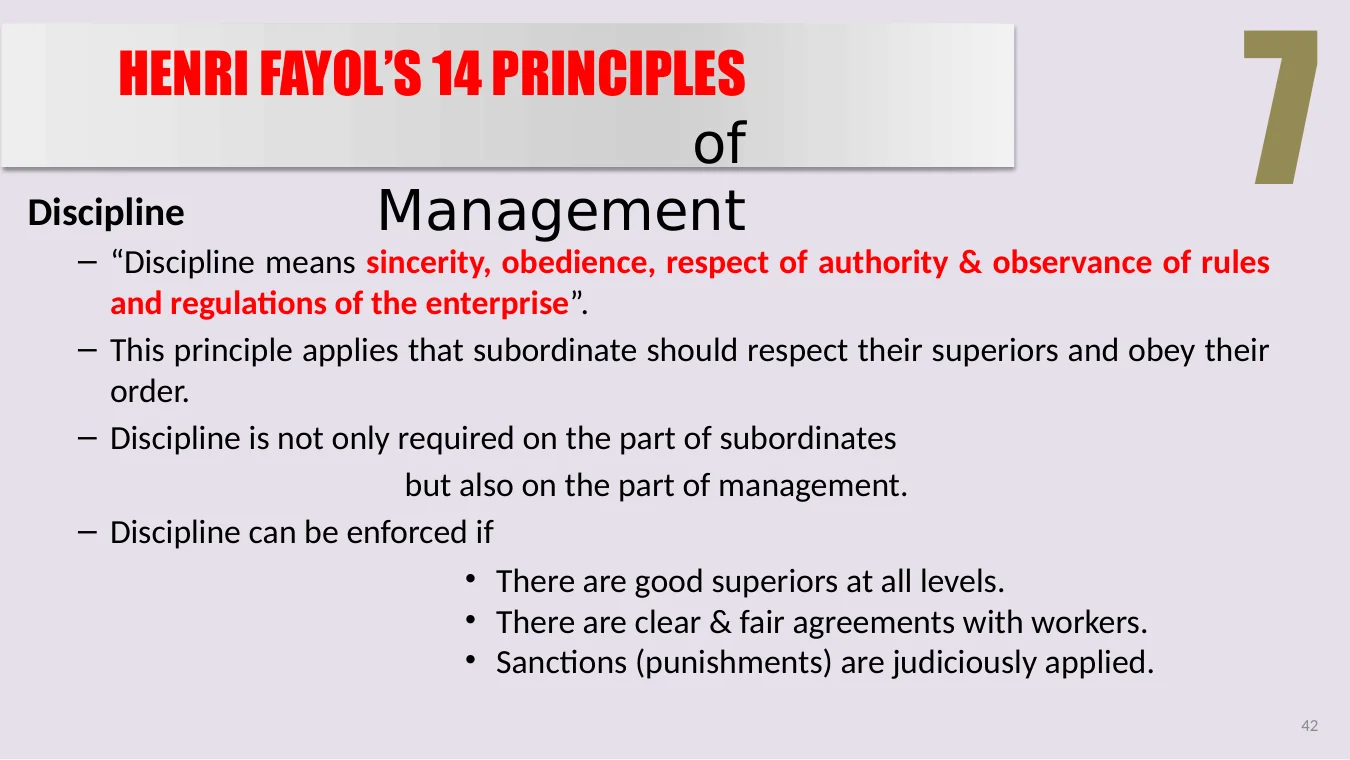 HENRI FAYOL’S 14 PRINCIPLES
of
Management
7
Discipline
– “Discipline means sincerity, obedience, respect of authority & observance of rules
and regulations of the enterprise”.
– This principle applies that subordinate should respect their superiors and obey their
order.
– Discipline is not only required on the part of subordinates
but also on the part of management.
– Discipline can be enforced if
• There are good superiors at all levels.
• There are clear & fair agreements with workers.
• Sanctions (punishments) are judiciously applied.
42